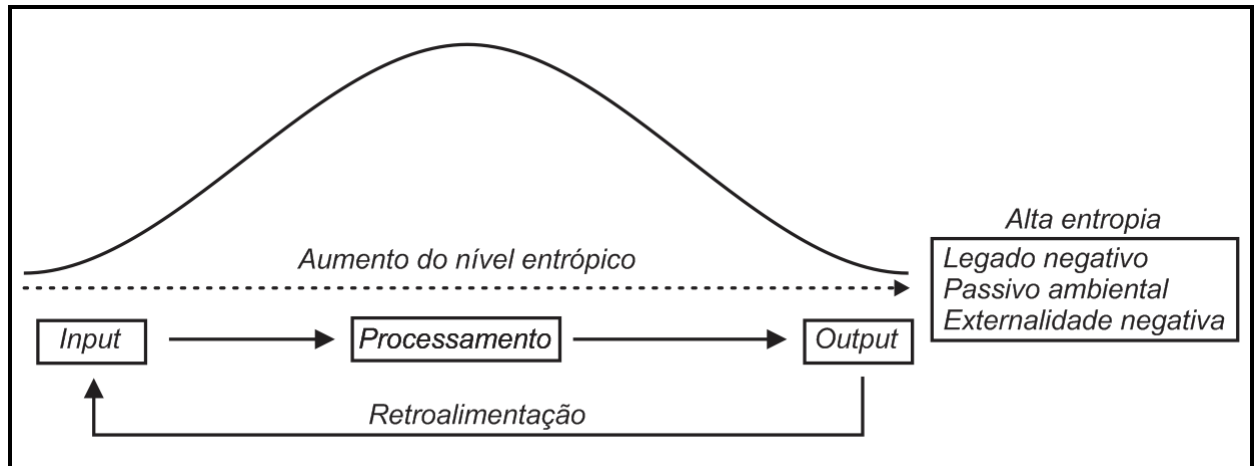 Aumento do nível entrópico
Alta entropia
Legado negativo
Passivo ambiental
Externalidade negativa
Input
Processamento
Output
Retroalimentação